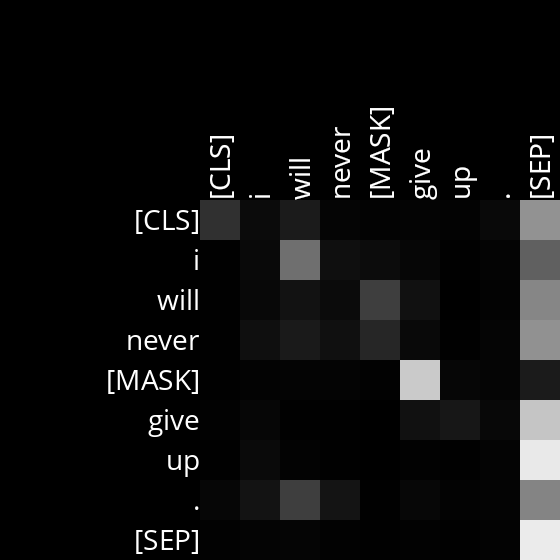 [CLS] i will never [MASK] give up . [SEP]
[CLS]
i
will
never
[MASK]
give
up
.
[SEP]